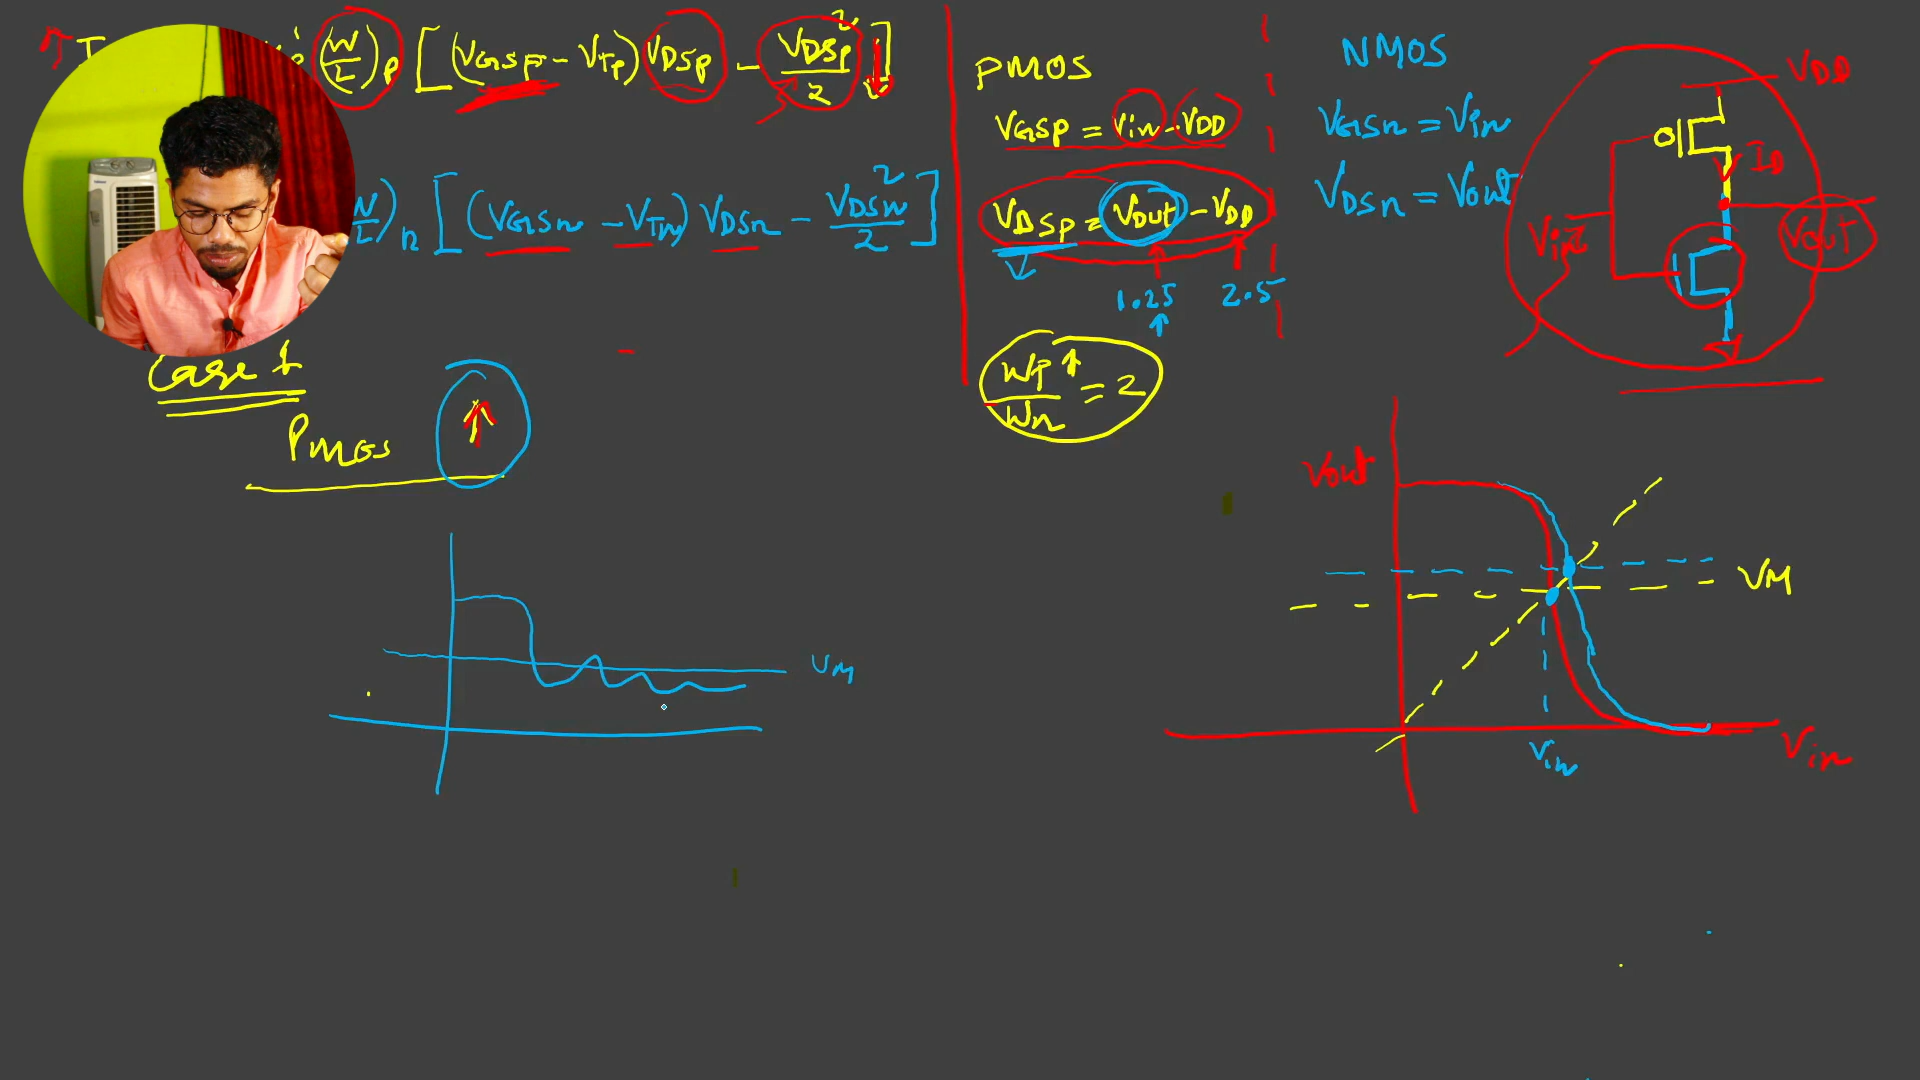 (W/L)p [(VGSp - VTp) VDSp - VDSp²/2]
W/L)n [(VGSn - VTn) VDSn - VDSn²/2]
Case 1
PMOS ↑
VM
PMOS
VGSp = Vin - VDD
VDSp = Vout - VDD
1.25 2.5
Wp↑/Wn = 2
NMOS
VGSn = Vin
VDSn = Vout
VDD
ID
Vin
Vout
Vout
VM
Vin
Vin